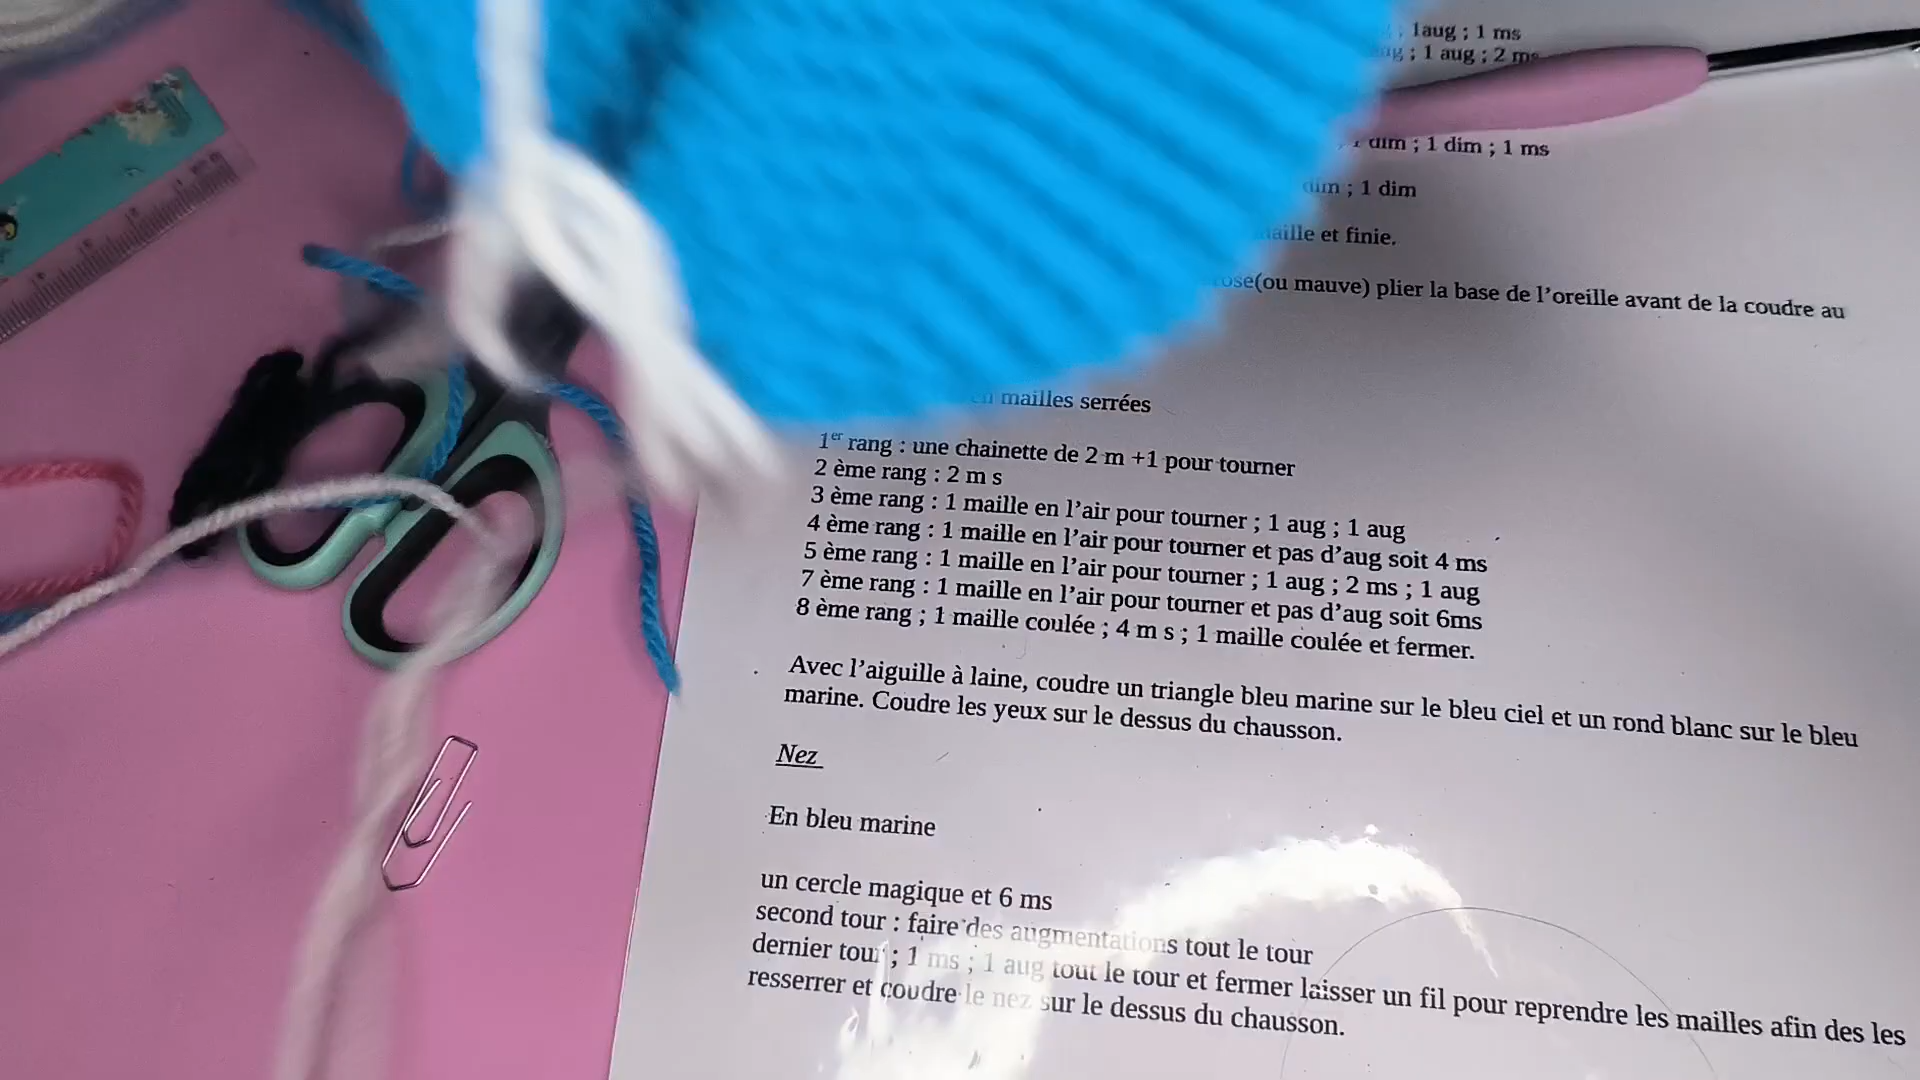 1aug ; 1 ms
; 1 aug ; 2 ms
dim ; 1 dim ; 1 ms
dim ; 1 dim
maille et finie.
rose(ou mauve) plier la base de l’oreille avant de la coudre au
en mailles serrées
1er rang : une chainette de 2 m +1 pour tourner
2 ème rang : 2 m s
3 ème rang : 1 maille en l’air pour tourner ; 1 aug ; 1 aug
4 ème rang : 1 maille en l’air pour tourner et pas d’aug soit 4 ms
5 ème rang : 1 maille en l’air pour tourner ; 1 aug ; 2 ms ; 1 aug
7 ème rang : 1 maille en l’air pour tourner et pas d’aug soit 6ms
8 ème rang ; 1 maille coulée ; 4 m s ; 1 maille coulée et fermer.
Avec l’aiguille à laine, coudre un triangle bleu marine sur le bleu ciel et un rond blanc sur le bleu
marine. Coudre les yeux sur le dessus du chausson.
Nez
En bleu marine
un cercle magique et 6 ms
second tour : faire des augmentations tout le tour
dernier tour ; 1 ms ; 1 aug tout le tour et fermer laisser un fil pour reprendre les mailles afin des les
resserrer et coudre le nez sur le dessus du chausson.